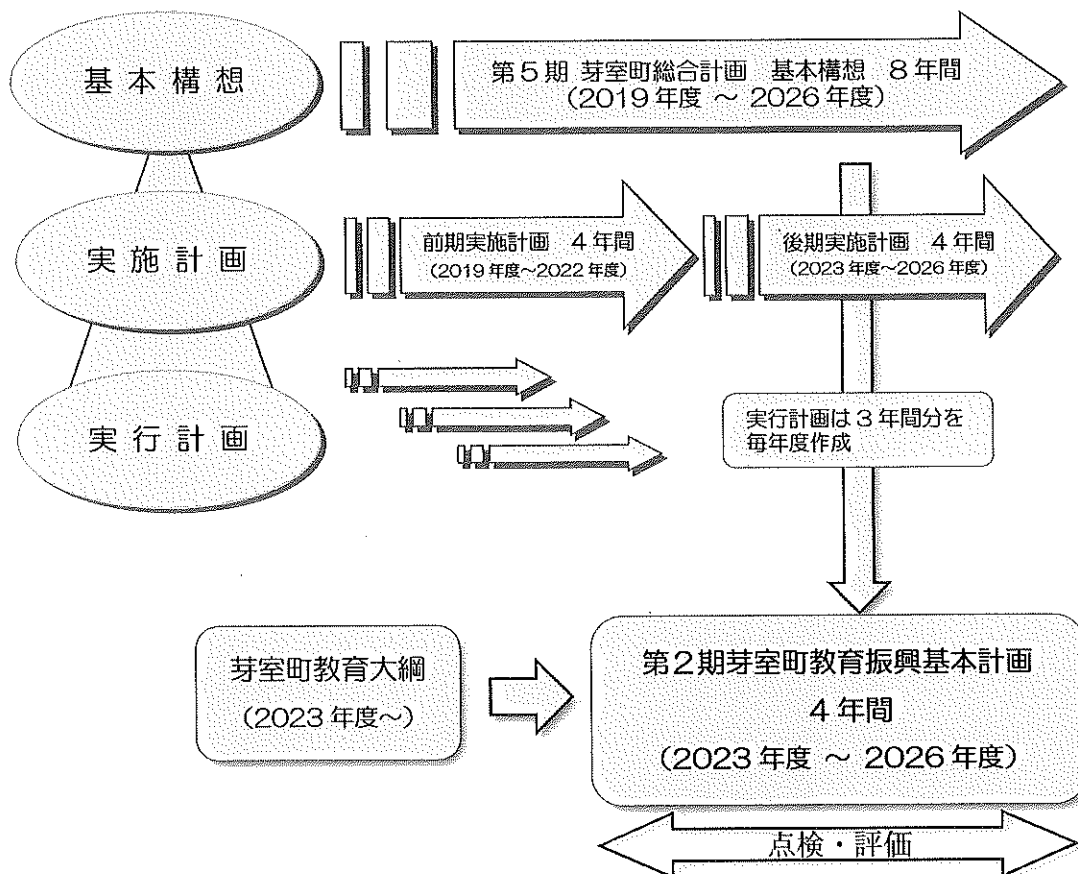 基本構想
第5期 芽室町総合計画 基本構想 8年間
(2019年度 ～ 2026年度)
実施計画
前期実施計画 4年間
(2019年度～2022年度)
後期実施計画 4年間
(2023年度～2026年度)
実行計画
実行計画は3年間分を
毎年度作成
芽室町教育大綱
(2023年度～)
第2期芽室町教育振興基本計画
4年間
(2023年度 ～ 2026年度)
点検・評価